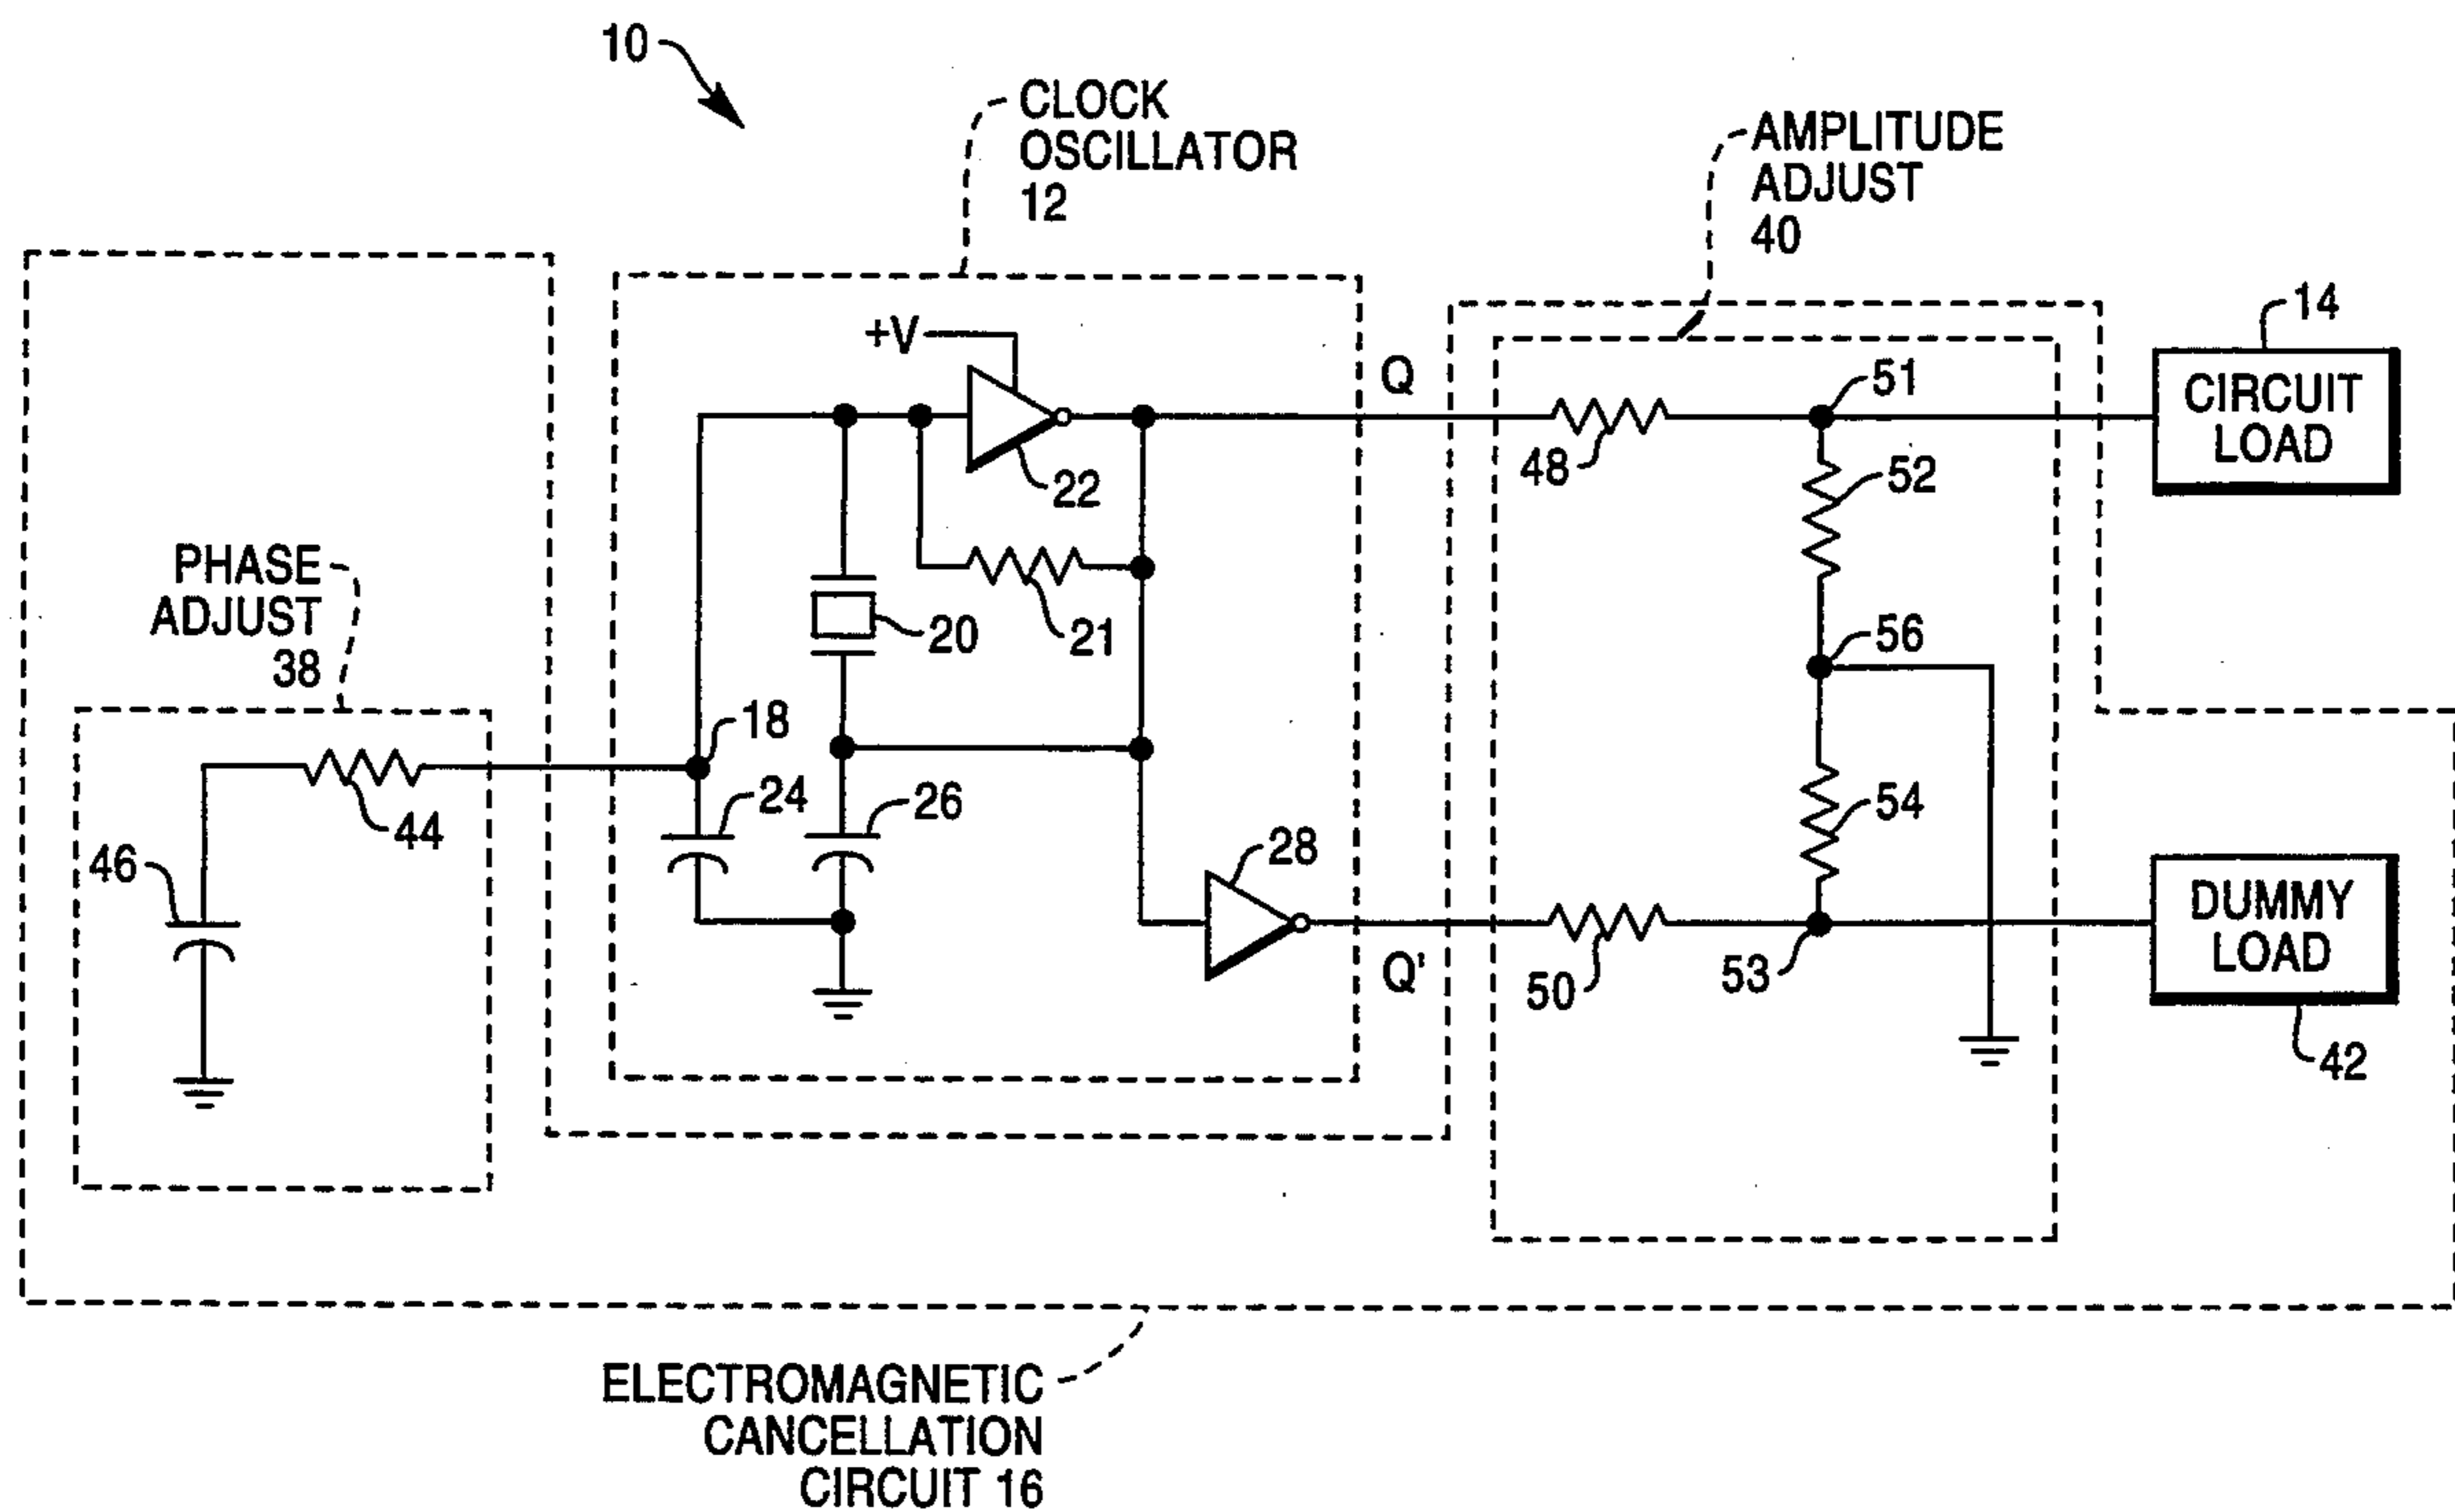 10
CLOCK
OSCILLATOR
12
AMPLITUDE
ADJUST
40
14
+V
Q
51
CIRCUIT
LOAD
22
48
52
PHASE
ADJUST
38
20
21
56
18
44
24
26
54
46
28
DUMMY
LOAD
Q'
50
53
42
ELECTROMAGNETIC
CANCELLATION
CIRCUIT 16